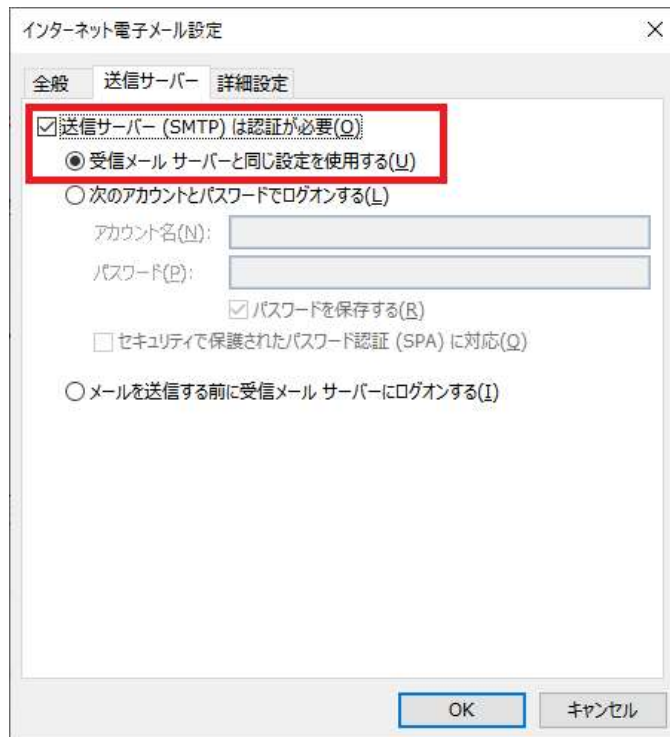 インターネット電子メール設定
全般 送信サーバー 詳細設定
送信サーバー (SMTP) は認証が必要(O)
受信メール サーバーと同じ設定を使用する(U)
次のアカウントとパスワードでログオンする(L)
アカウント名(N):
パスワード(P):
パスワードを保存する(R)
セキュリティで保護されたパスワード認証 (SPA) に対応(Q)
メールを送信する前に受信メール サーバーにログオンする(I)
OK キャンセル